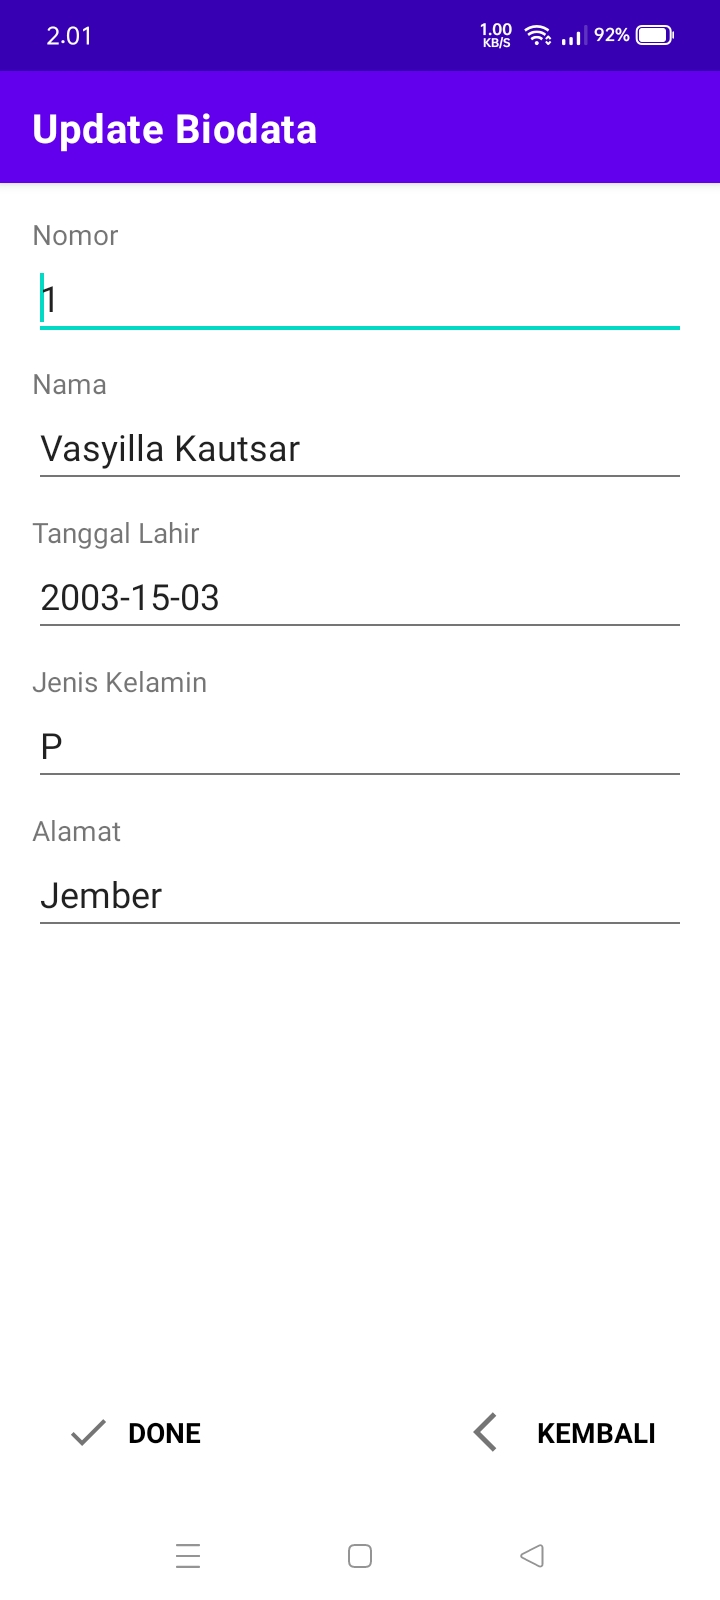 2.01 1.00 KB/S 92%
Update Biodata
Nomor
1
Nama
Vasyilla Kautsar
Tanggal Lahir
2003-15-03
Jenis Kelamin
P
Alamat
Jember
DONE KEMBALI